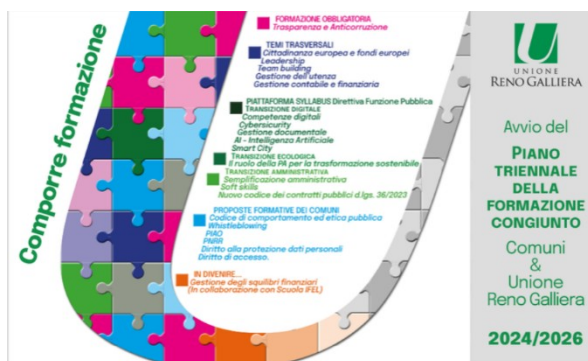 Comporre formazione
FORMAZIONE OBBLIGATORIA
Trasparenza e Anticorruzione
TEMI TRASVERSALI
Cittadinanza europea e fondi europei
Leadership
Team building
Gestione dell'utenza
Gestione contabile e finanziaria
PIATTAFORMA SYLLABUS Direttiva Funzione Pubblica
TRANSIZIONE DIGITALE
Competenze digitali
Cybersicurity
Gestione documentale
AI - Intelligenza Artificiale
Smart City
TRANSIZIONE ECOLOGICA
Il ruolo della PA per la trasformazione sostenibile
TRANSIZIONE AMMINISTRATIVA
Semplificazione amministrativa
Soft skills
Nuovo codice dei contratti pubblici d.lgs. 36/2023
PROPOSTE FORMATIVE DEI COMUNI
Codice di comportamento ed etica pubblica
Whistleblowing
PIAO
PNRR
Diritto alla protezione dati personali
Diritto di accesso.
IN DIVENIRE...
Gestione degli squilibri finanziari
(In collaborazione con Scuola IFEL)
UNIONE
RENO GALLIERA
Avvio del
PIANO
TRIENNALE
DELLA
FORMAZIONE
CONGIUNTO
Comuni
&
Unione
Reno Galliera
2024/2026